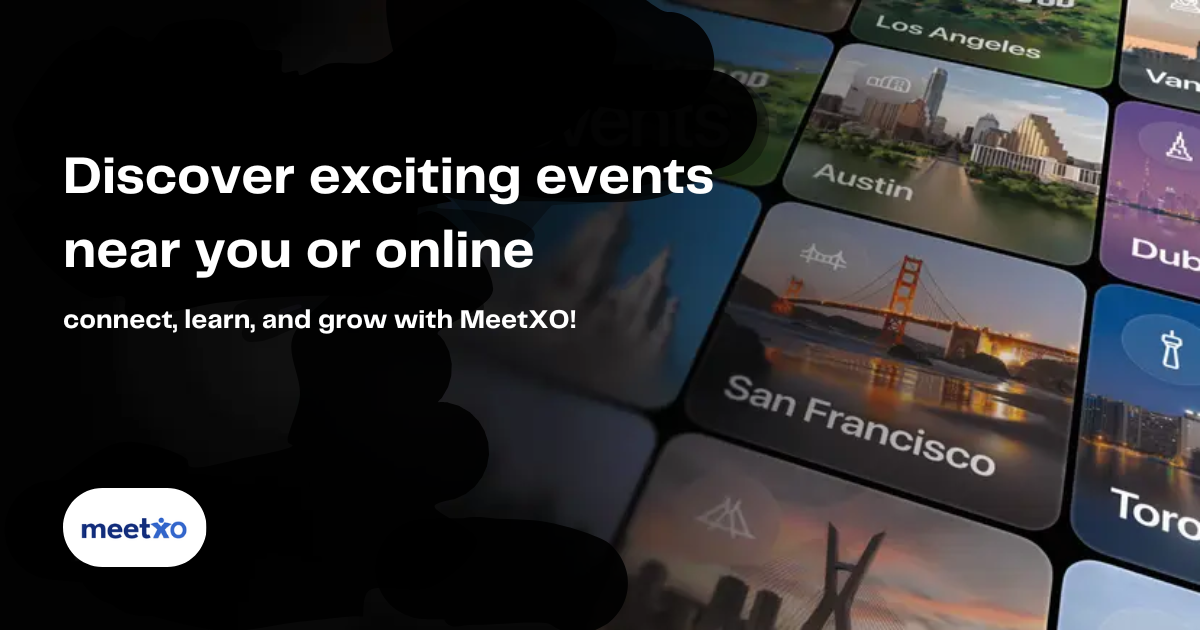 Discover exciting events
near you or online
connect, learn, and grow with MeetXO!
meetxo
Los Angeles
Austin
San Francisco
Van
Dub
Toro